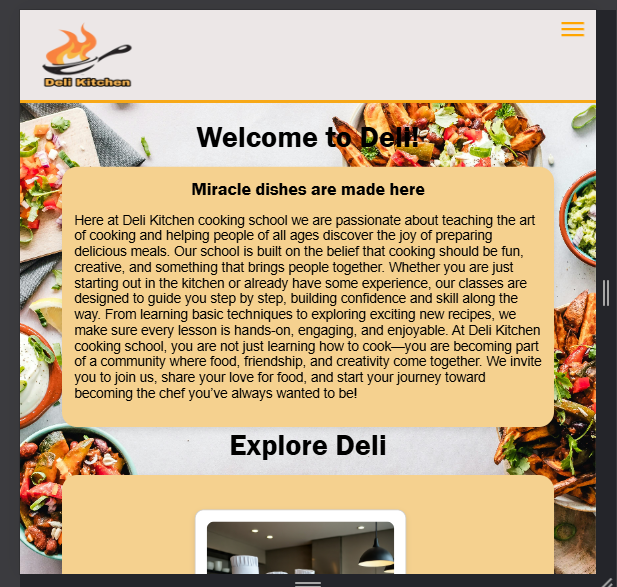 Deli Kitchen
Welcome to Deli!
Miracle dishes are made here
Here at Deli Kitchen cooking school we are passionate about teaching the art
of cooking and helping people of all ages discover the joy of preparing
delicious meals. Our school is built on the belief that cooking should be fun,
creative, and something that brings people together. Whether you are just
starting out in the kitchen or already have some experience, our classes are
designed to guide you step by step, building confidence and skill along the
way. From learning basic techniques to exploring exciting new recipes, we
make sure every lesson is hands-on, engaging, and enjoyable. At Deli Kitchen
cooking school, you are not just learning how to cook—you are becoming part
of a community where food, friendship, and creativity come together. We invite
you to join us, share your love for food, and start your journey toward
becoming the chef you’ve always wanted to be!
Explore Deli